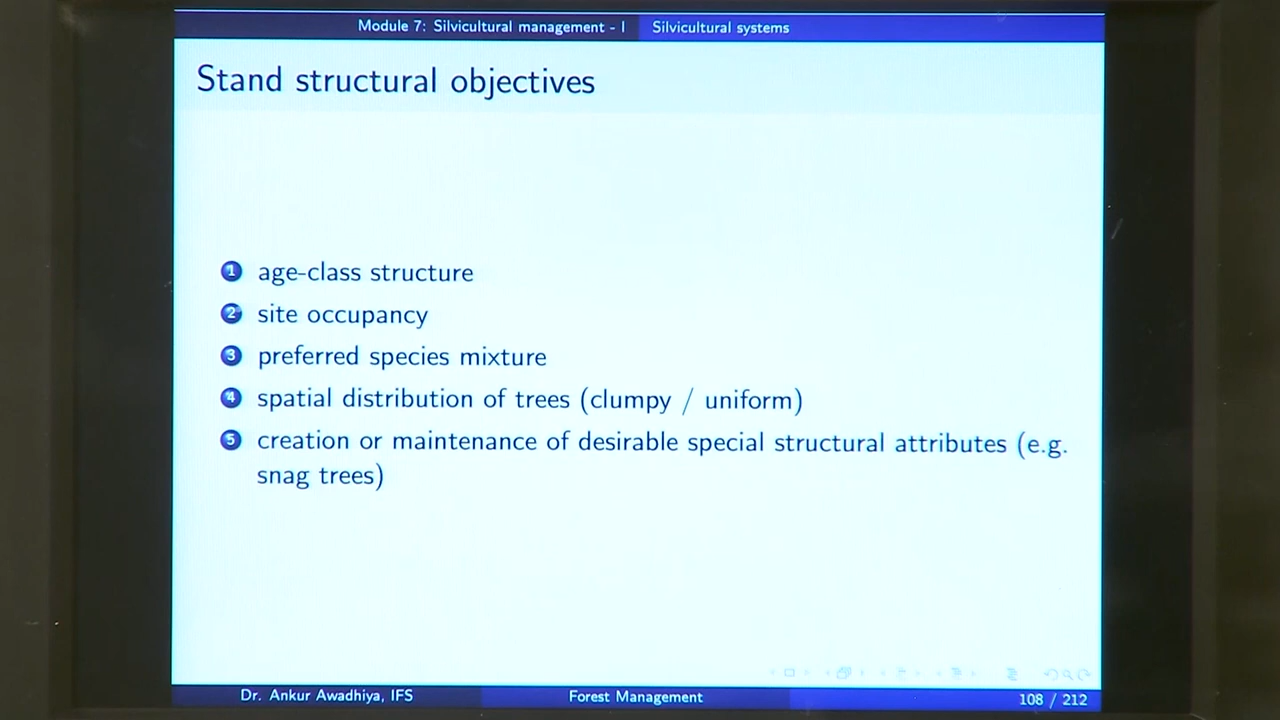 Module 7: Silvicultural management - I Silvicultural systems
Stand structural objectives
1 age-class structure
2 site occupancy
3 preferred species mixture
4 spatial distribution of trees (clumpy / uniform)
5 creation or maintenance of desirable special structural attributes (e.g.
snag trees)
Dr. Ankur Awadhiya, IFS Forest Management 108 / 212